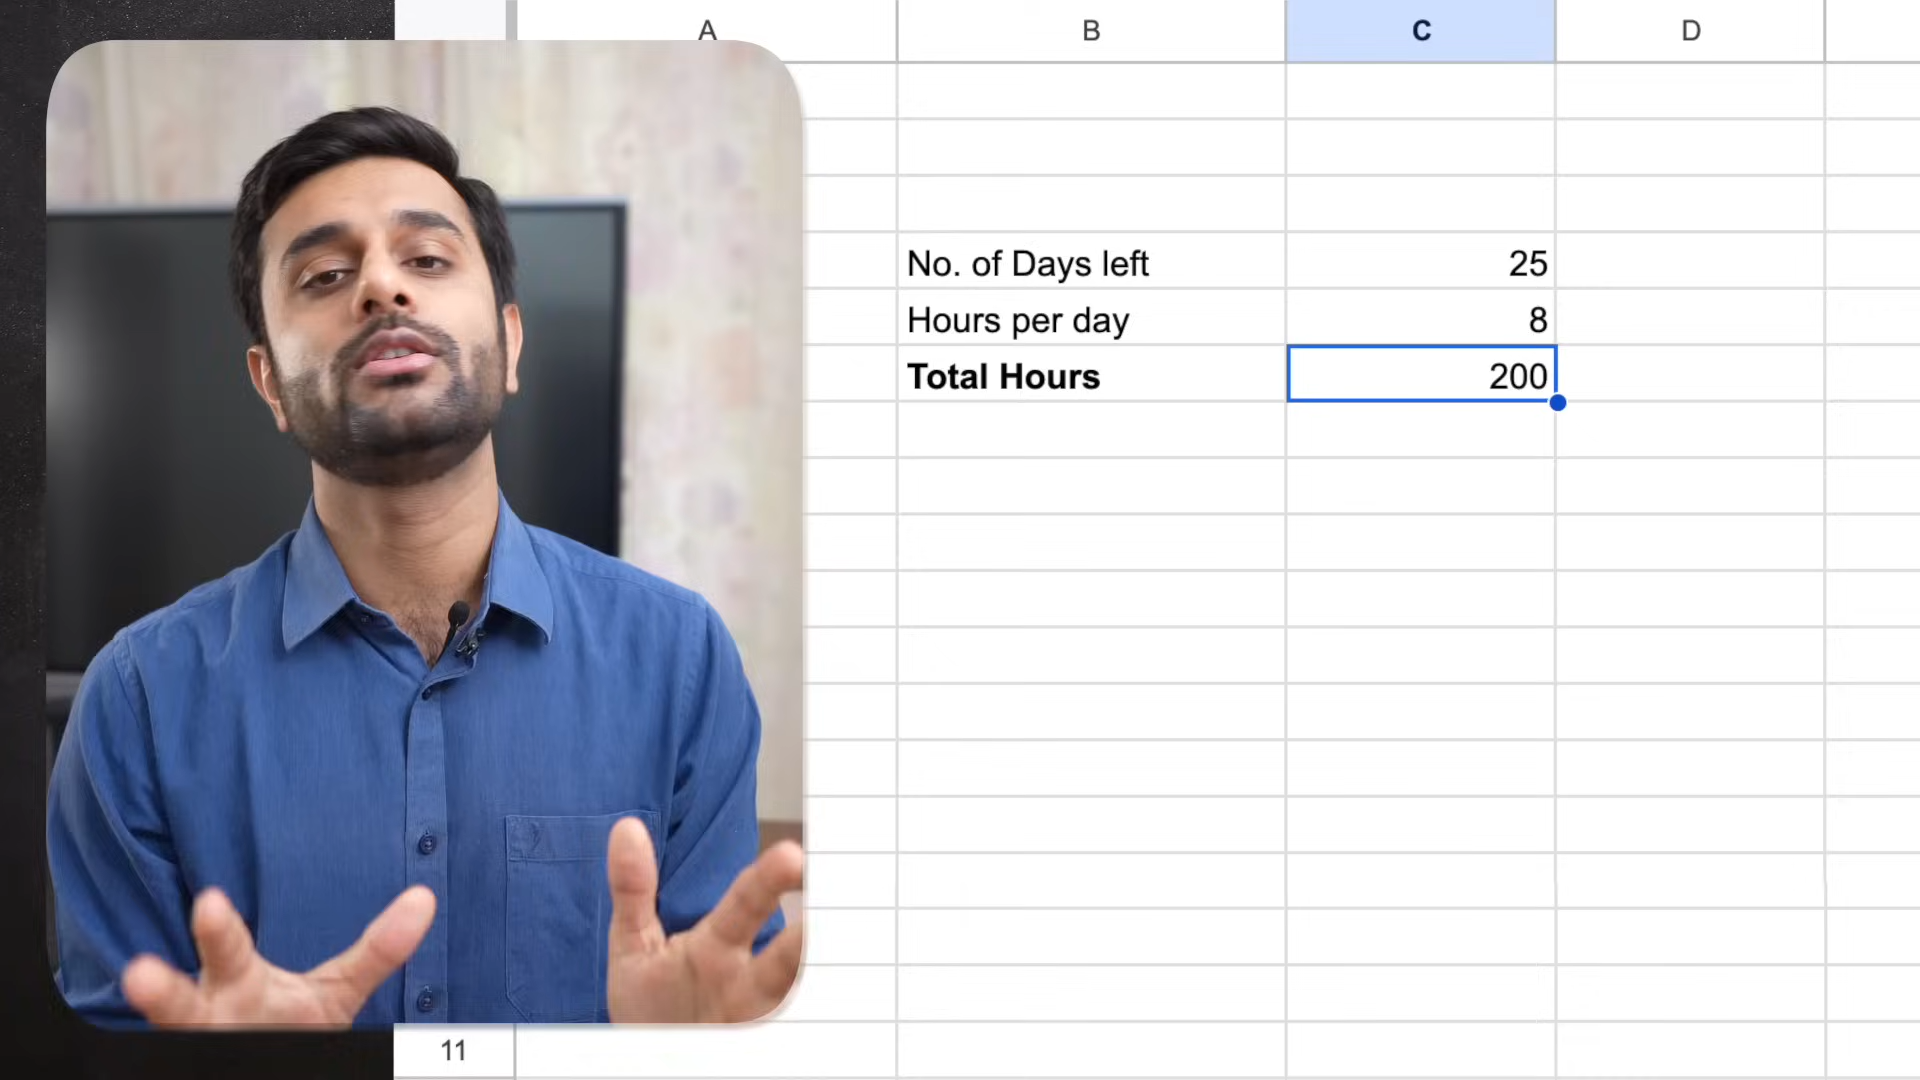 A B C D
No. of Days left 25
Hours per day 8
Total Hours 200
11